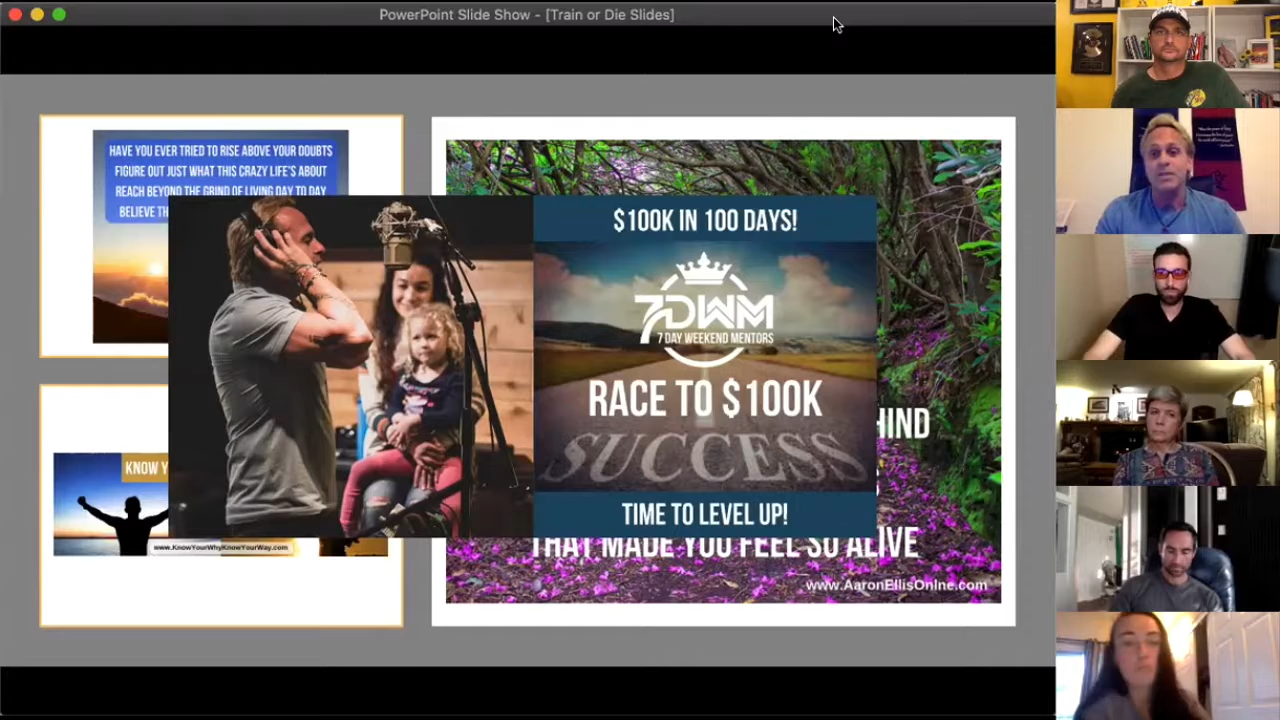 PowerPoint Slide Show - [Train or Die Slides]
HAVE YOU EVER TRIED TO RISE ABOVE YOUR DOUBTS
FIGURE OUT JUST WHAT THIS CRAZY LIFE'S ABOUT
REACH BEYOND THE GRIND OF LIVING DAY TO DAY
BELIEVE TH
$100K IN 100 DAYS!
7DWM
7 DAY WEEKEND MENTORS
RACE TO $100K
SUCCESS
TIME TO LEVEL UP!
HIND
THAT MADE YOU FEEL SO ALIVE
www.AaronEllisOnlne.com
KNOW Y
www.KnowYourWhyKnowYourWay.com